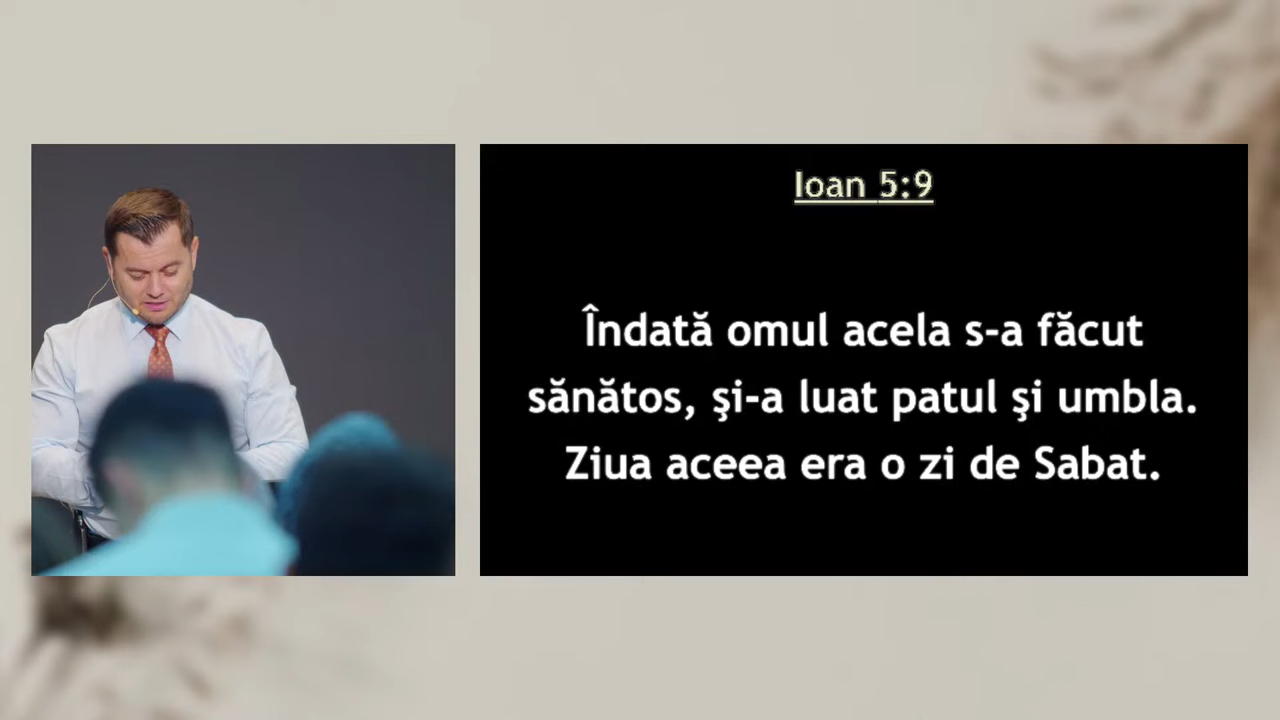 Ioan 5:9
Îndată omul acela s-a făcut
sănătos, şi-a luat patul şi umbla.
Ziua aceea era o zi de Sabat.